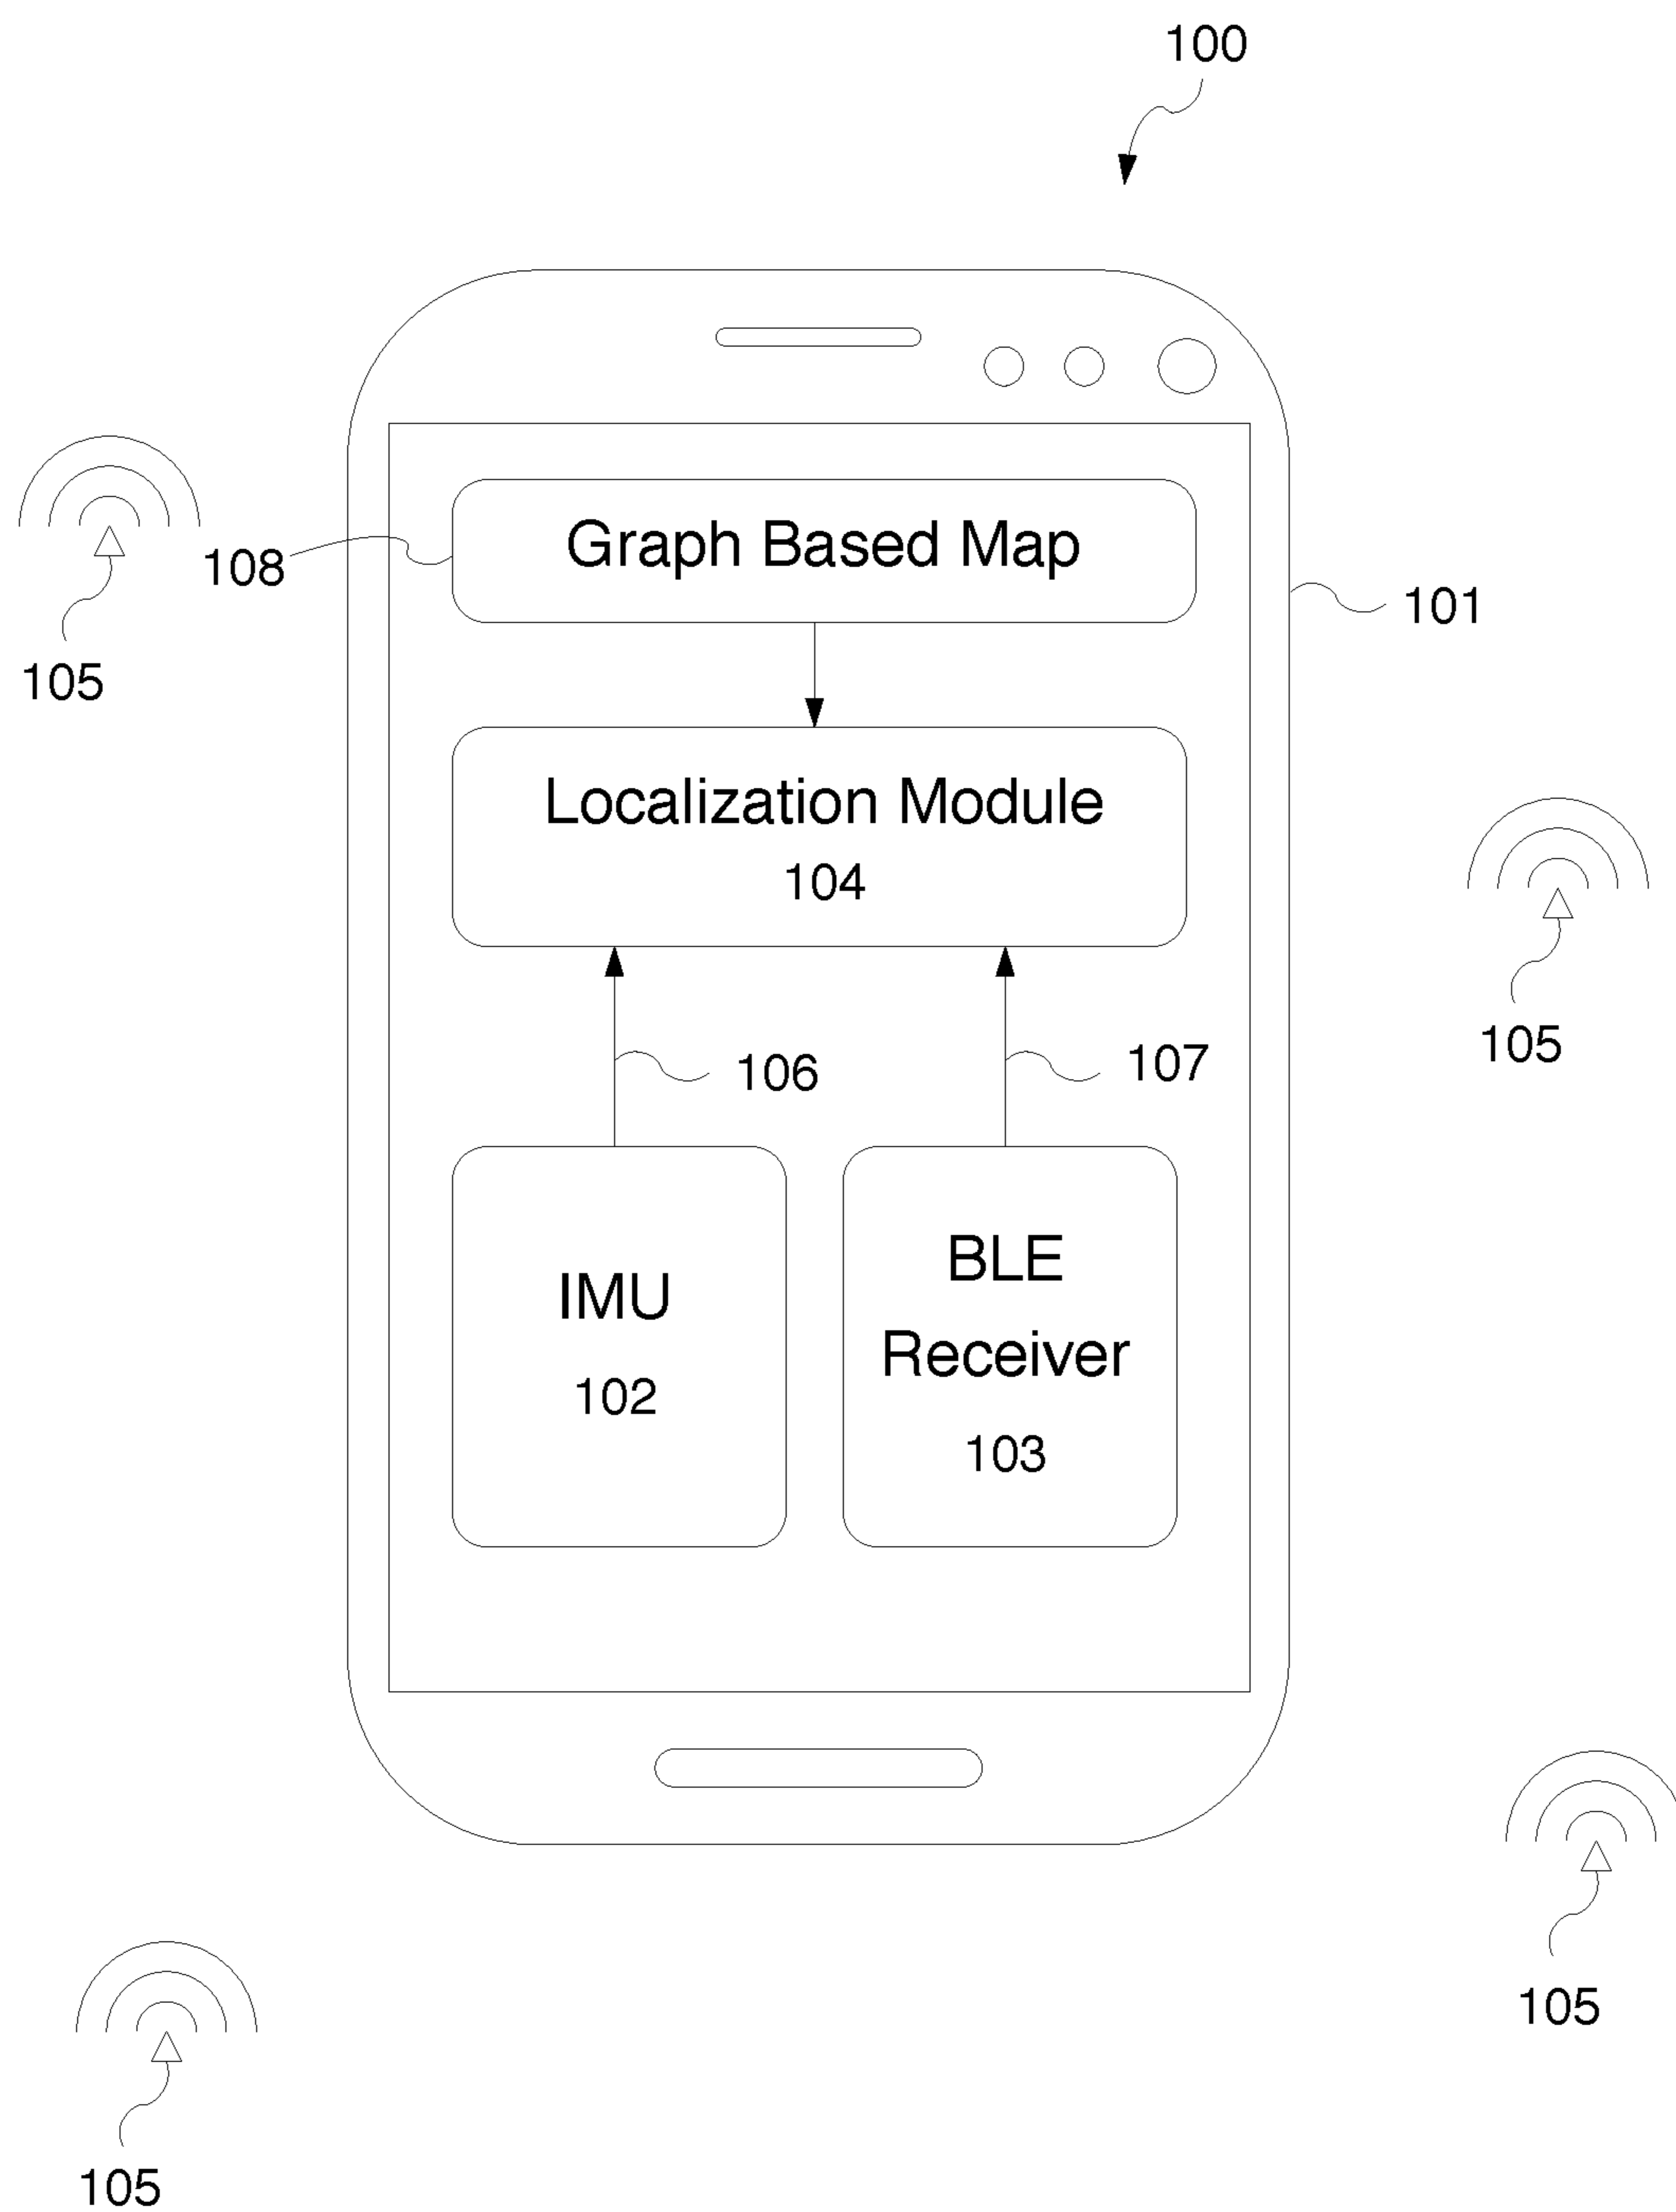 100
Graph Based Map
108
101
105
Localization Module
104
105
106
107
IMU
102
BLE
Receiver
103
105
105